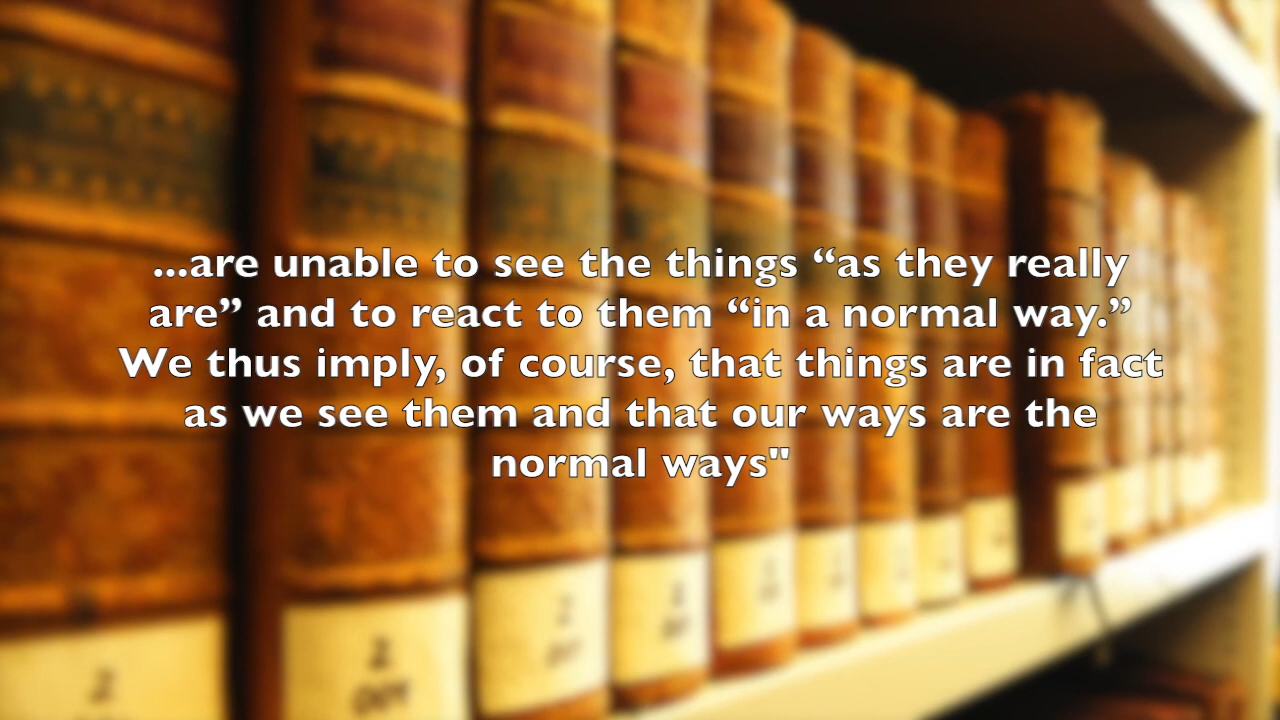 ...are unable to see the things “as they really
are” and to react to them “in a normal way.”
We thus imply, of course, that things are in fact
as we see them and that our ways are the
normal ways"
2
2